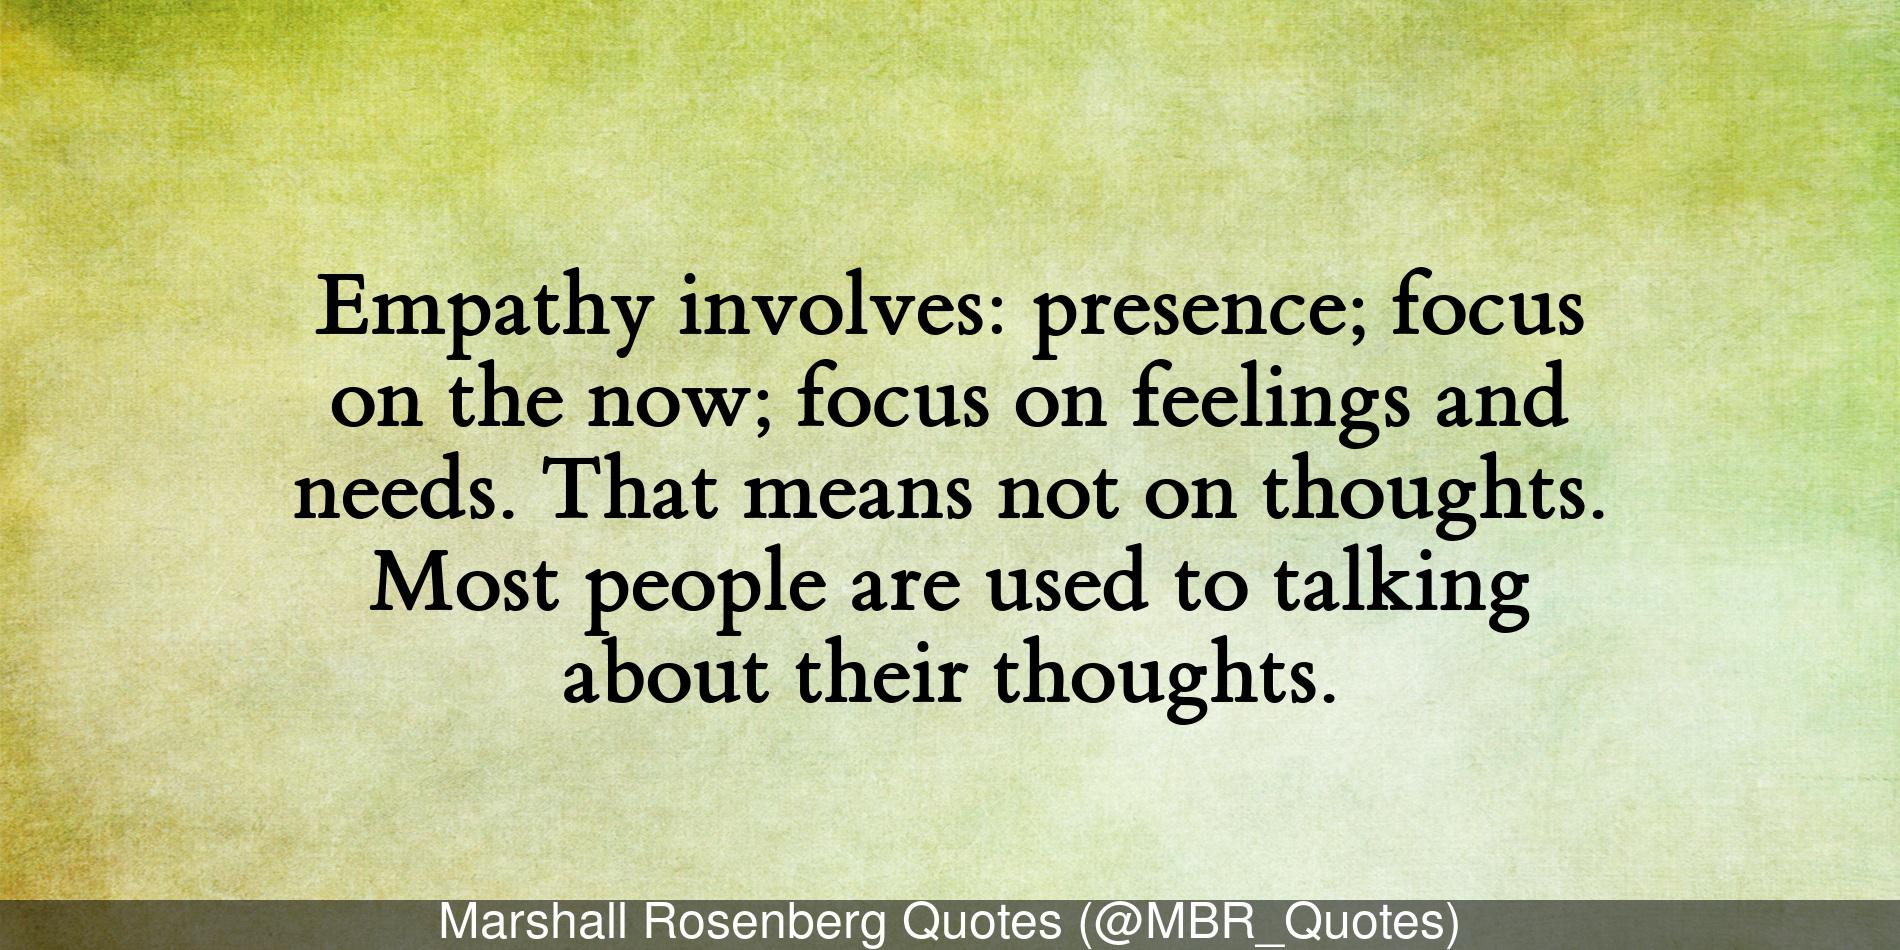 Empathy involves: presence; focus
on the now; focus on feelings and
needs. That means not on thoughts.
Most people are used to talking
about their thoughts.
Marshall Rosenberg Quotes (@MBR_Quotes)